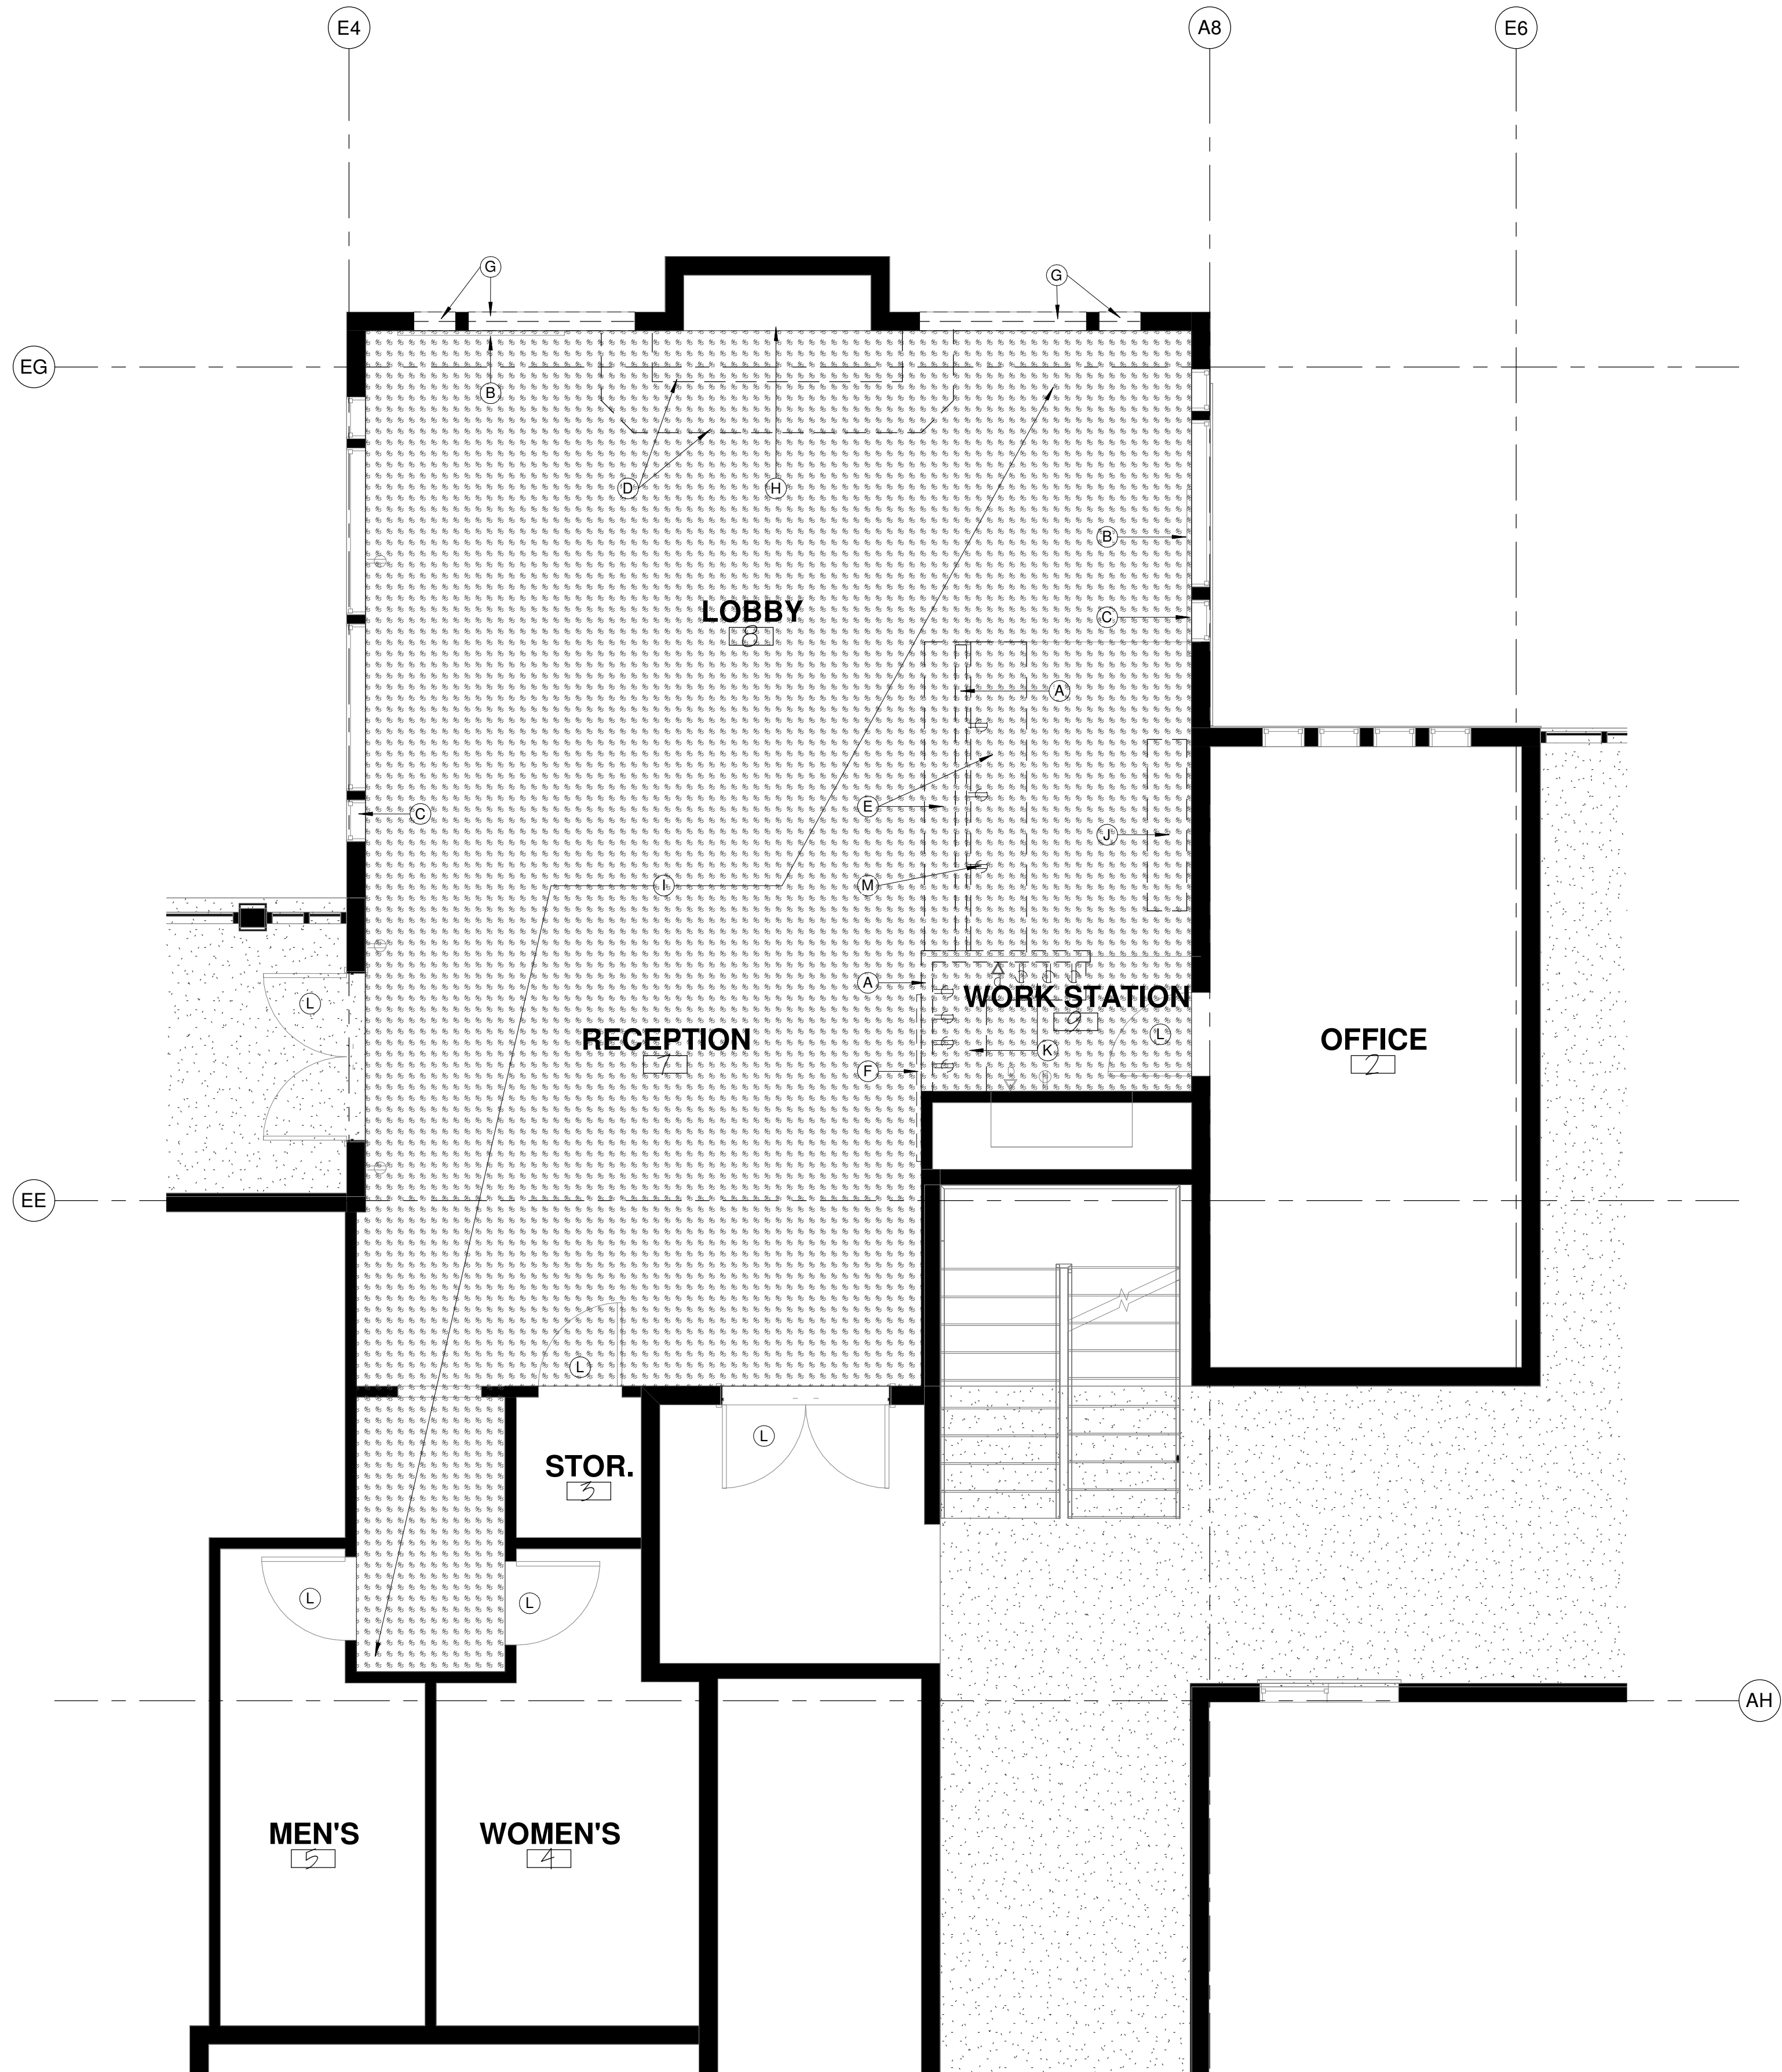 E4
A8
E6
G
G
EG
B
D
H
B
LOBBY
8
C
A
E
C
J
M
I
A
L
WORK STATION
9
RECEPTION
7
L
OFFICE
2
K
F
EE
L
L
STOR.
3
L
L
AH
MEN'S
5
WOMEN'S
4